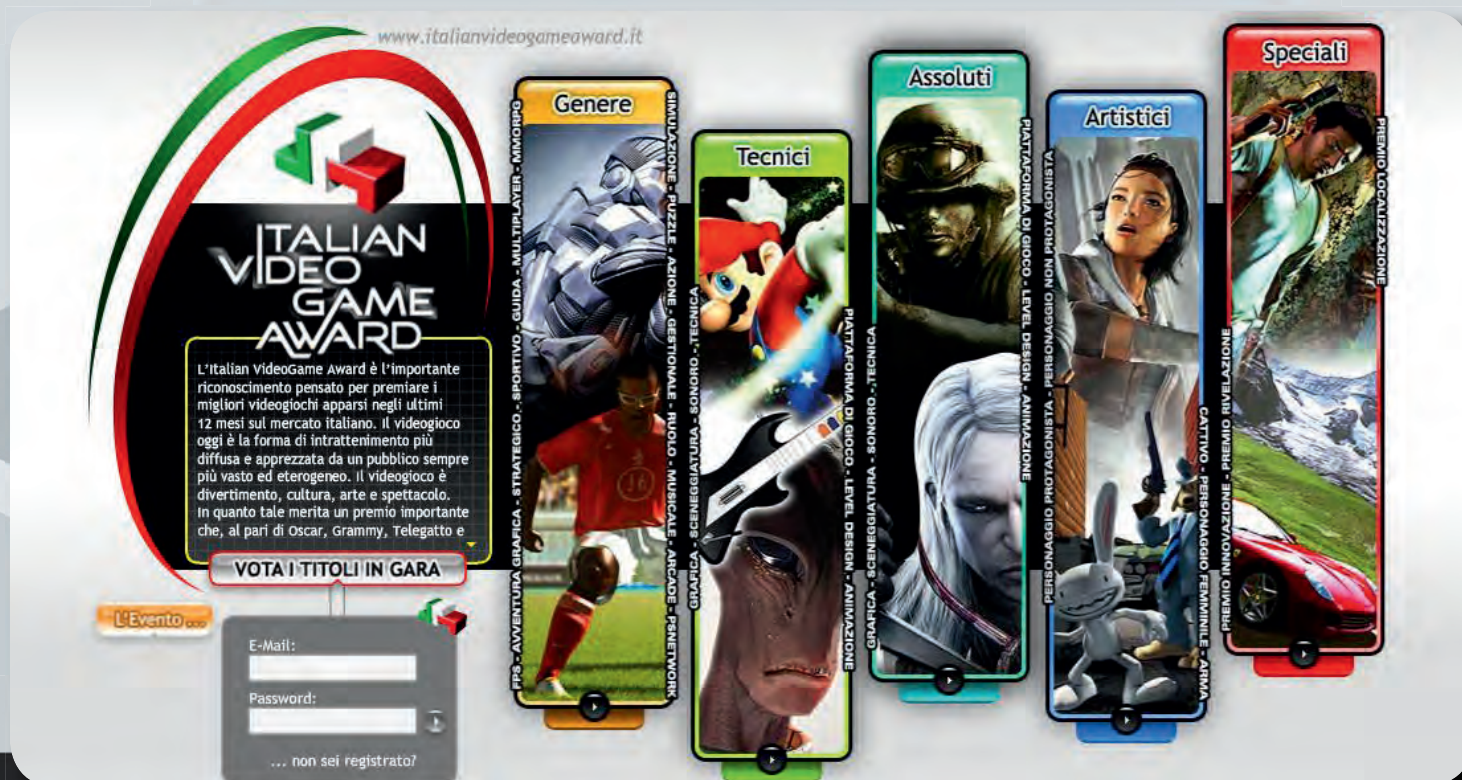 www.italianvideogameaward.it
ITALIAN
VIDEO
GAME
AWARD
L'Italian VideoGame Award è l'importante
riconoscimento pensato per premiare i
migliori videogiochi apparsi negli ultimi
12 mesi sul mercato italiano. Il videogioco
oggi è la forma di intrattenimento più
diffusa e apprezzata da un pubblico sempre
più vasto ed eterogeneo. Il videogioco è
divertimento, cultura, arte e spettacolo.
In quanto tale merita un premio importante
che, al pari di Oscar, Grammy, Telegatto e
VOTA I TITOLI IN GARA
L'Evento ...
E-Mail:
Password:
... non sei registrato?
Genere
FPS - AVVENTURA GRAFICA - STRATEGICO - SPORTIVO - GUIDA - MULTIPLAYER - MMORPG
SIMULAZIONE - PUZZLE - AZIONE - GESTIONALE - RUOLO - MUSICALE - ARCADE - PSNETWORK
Tecnici
GRAFICA - SCENEGGIATURA - SONORO - TECNICA
PIATTAFORMA DI GIOCO - LEVEL DESIGN - ANIMAZIONE
Assoluti
GRAFICA - SCENEGGIATURA - SONORO - TECNICA
PIATTAFORMA DI GIOCO - LEVEL DESIGN - ANIMAZIONE
Artistici
PERSONAGGIO PROTAGONISTA - PERSONAGGIO NON PROTAGONISTA
CATTIVO - PERSONAGGIO FEMMINILE - ARMA
Speciali
PREMIO INNOVAZIONE - PREMIO RIVELAZIONE
PREMIO LOCALIZZAZIONE
16